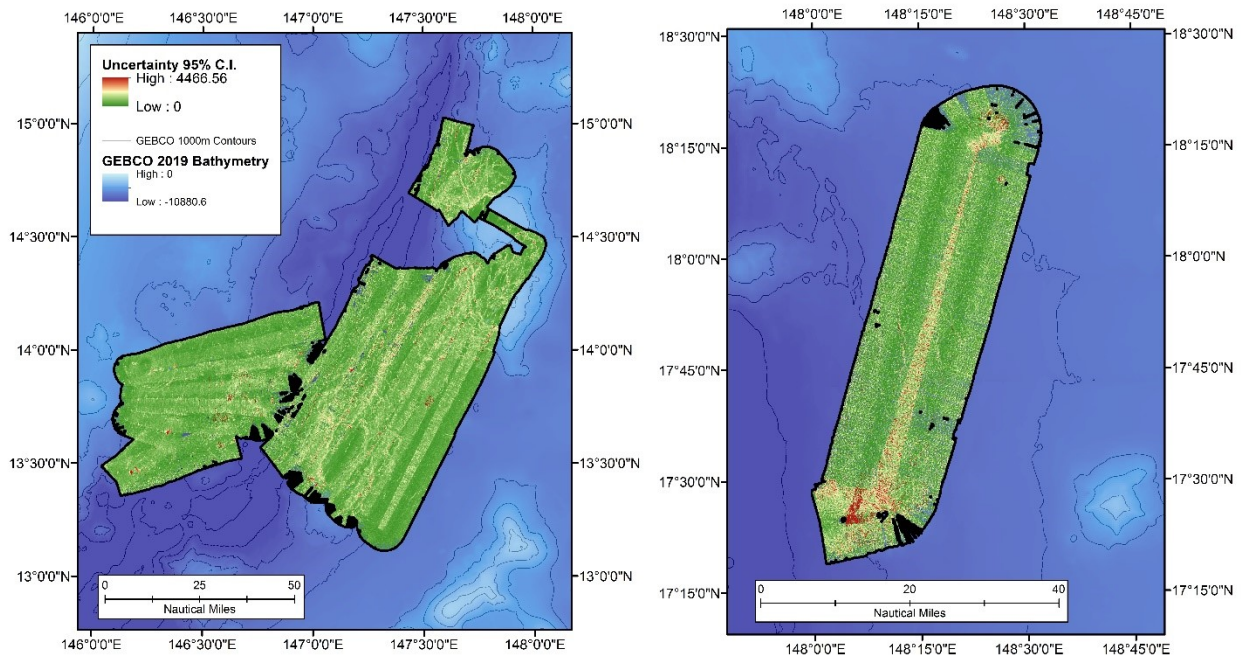 146°0'0"E 146°30'0"E 147°0'0"E 147°30'0"E 148°0'0"E
Uncertainty 95% C.I.
High : 4466.56
Low : 0
GEBCO 1000m Contours
GEBCO 2019 Bathymetry
High : 0
Low : -10880.6
15°0'0"N
14°30'0"N
14°0'0"N
13°30'0"N
13°0'0"N
15°0'0"N
14°30'0"N
14°0'0"N
13°30'0"N
13°0'0"N
0 25 50
Nautical Miles
146°0'0"E 146°30'0"E 147°0'0"E 147°30'0"E 148°0'0"E
148°0'0"E 148°15'0"E 148°30'0"E 148°45'0"E
18°30'0"N
18°15'0"N
18°0'0"N
17°45'0"N
17°30'0"N
17°15'0"N
18°30'0"N
18°15'0"N
18°0'0"N
17°45'0"N
17°30'0"N
17°15'0"N
0 20 40
Nautical Miles
148°0'0"E 148°15'0"E 148°30'0"E 148°45'0"E